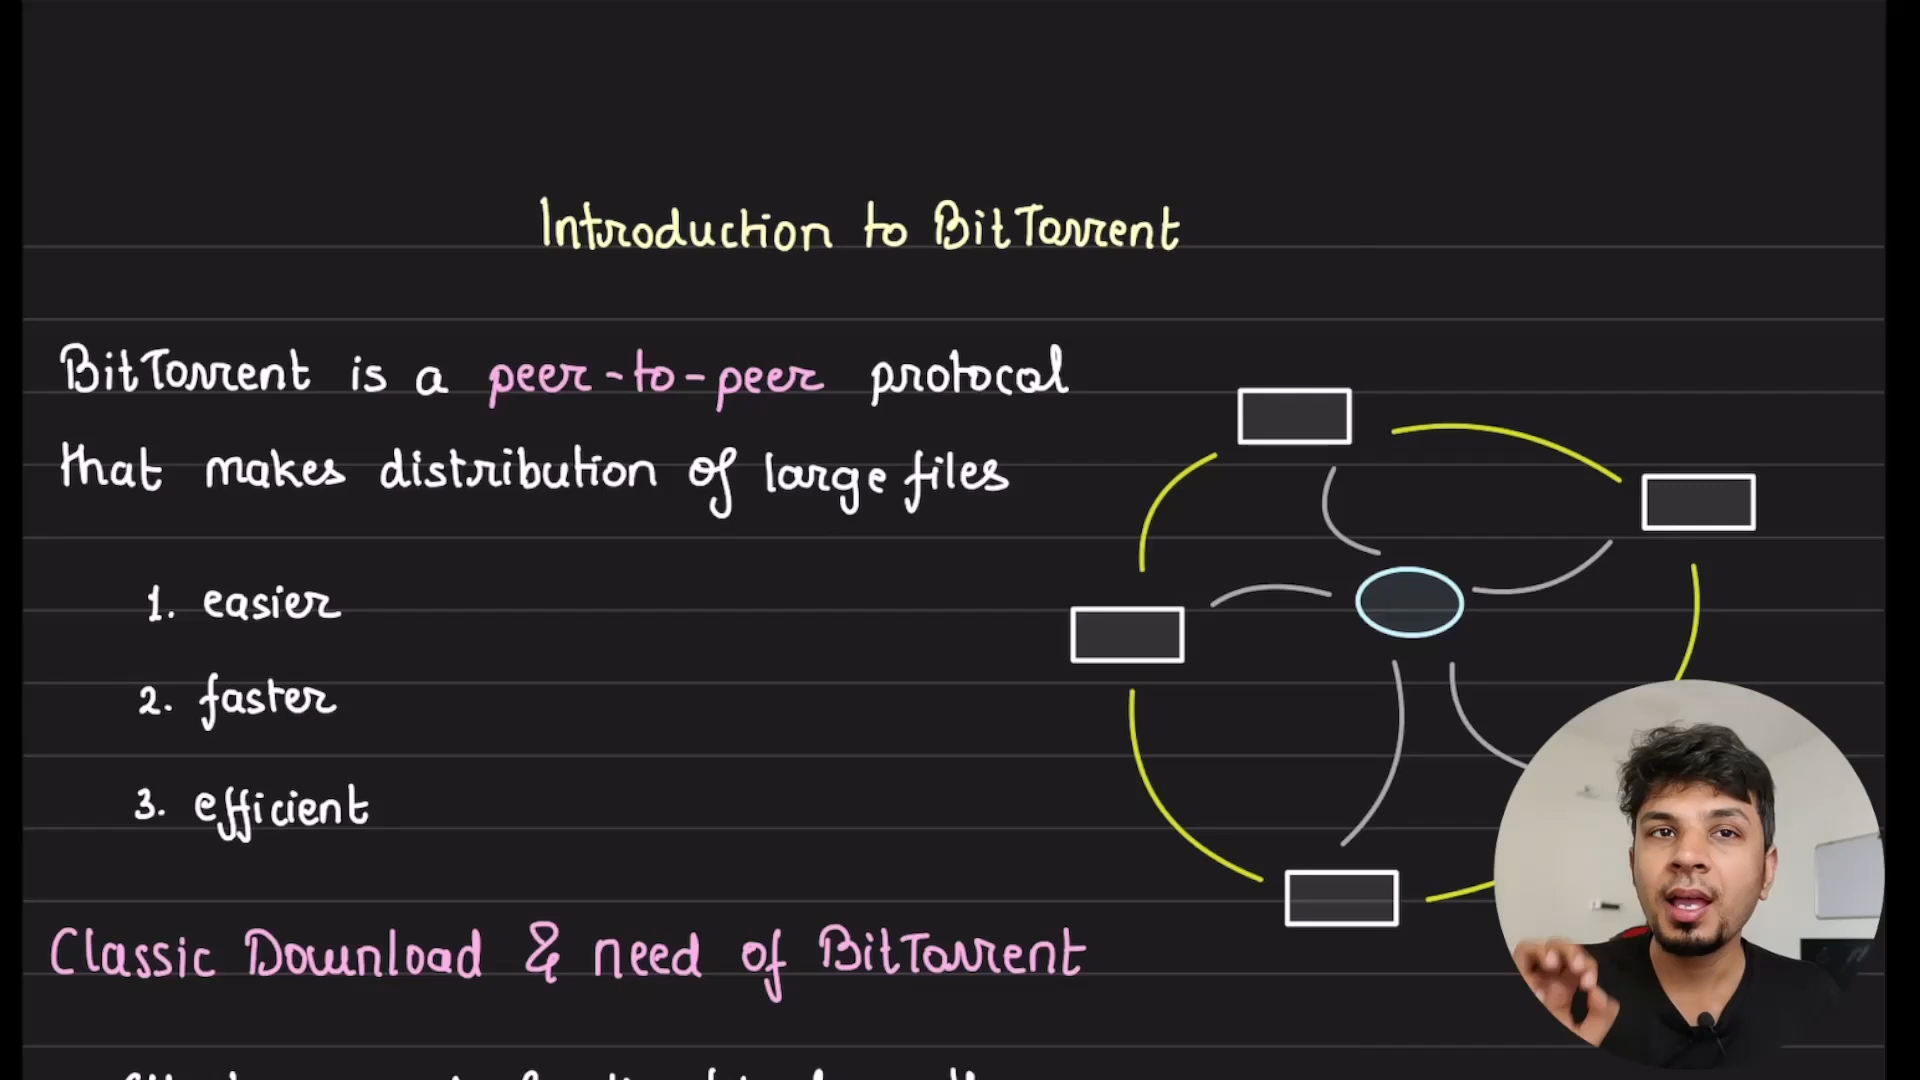 Introduction to BitTorrent
BitTorrent is a peer-to-peer protocol
that makes distribution of large files
1. easier
2. faster
3. efficient
Classic Download & need of BitTorrent